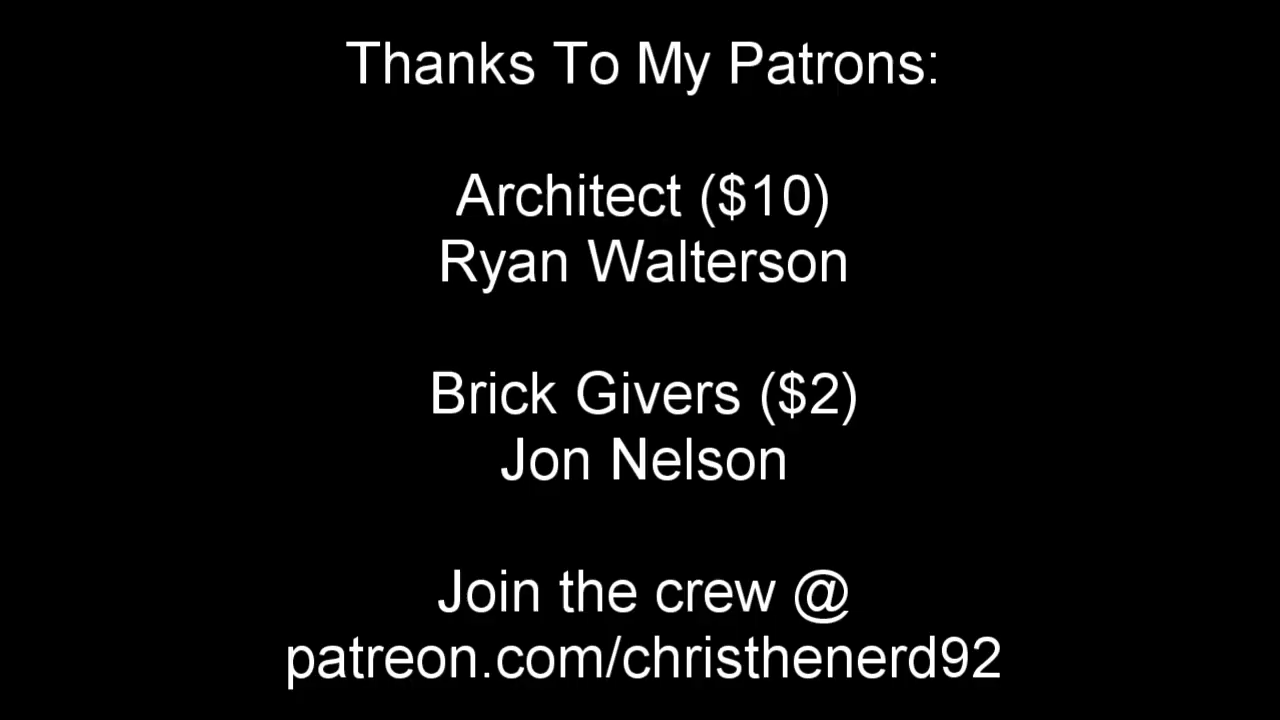 Thanks To My Patrons:
Architect ($10)
Ryan Walterson
Brick Givers ($2)
Jon Nelson
Join the crew @
patreon.com/christhenerd92